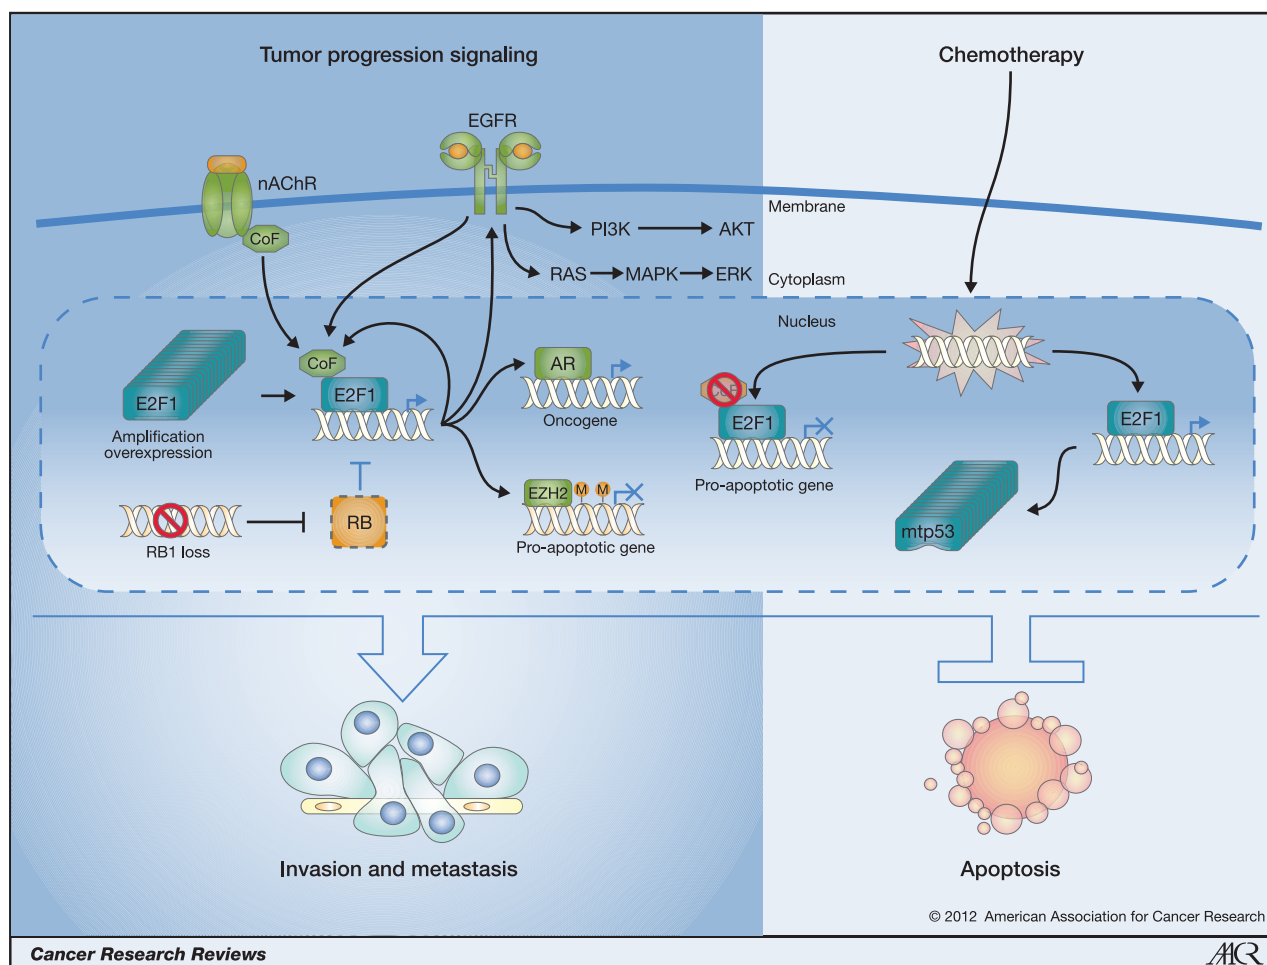 Tumor progression signaling
Chemotherapy
EGFR
nAChR
CoF
Membrane
PI3K
AKT
RAS
MAPK
ERK
Cytoplasm
Nucleus
CoF
E2F1
E2F1
Amplification
overexpression
AR
Oncogene
CoF
E2F1
Pro-apoptotic gene
E2F1
EZH2
M
M
Pro-apoptotic gene
RB
RB1 loss
mtp53
Invasion and metastasis
Apoptosis
© 2012 American Association for Cancer Research
Cancer Research Reviews
AACR